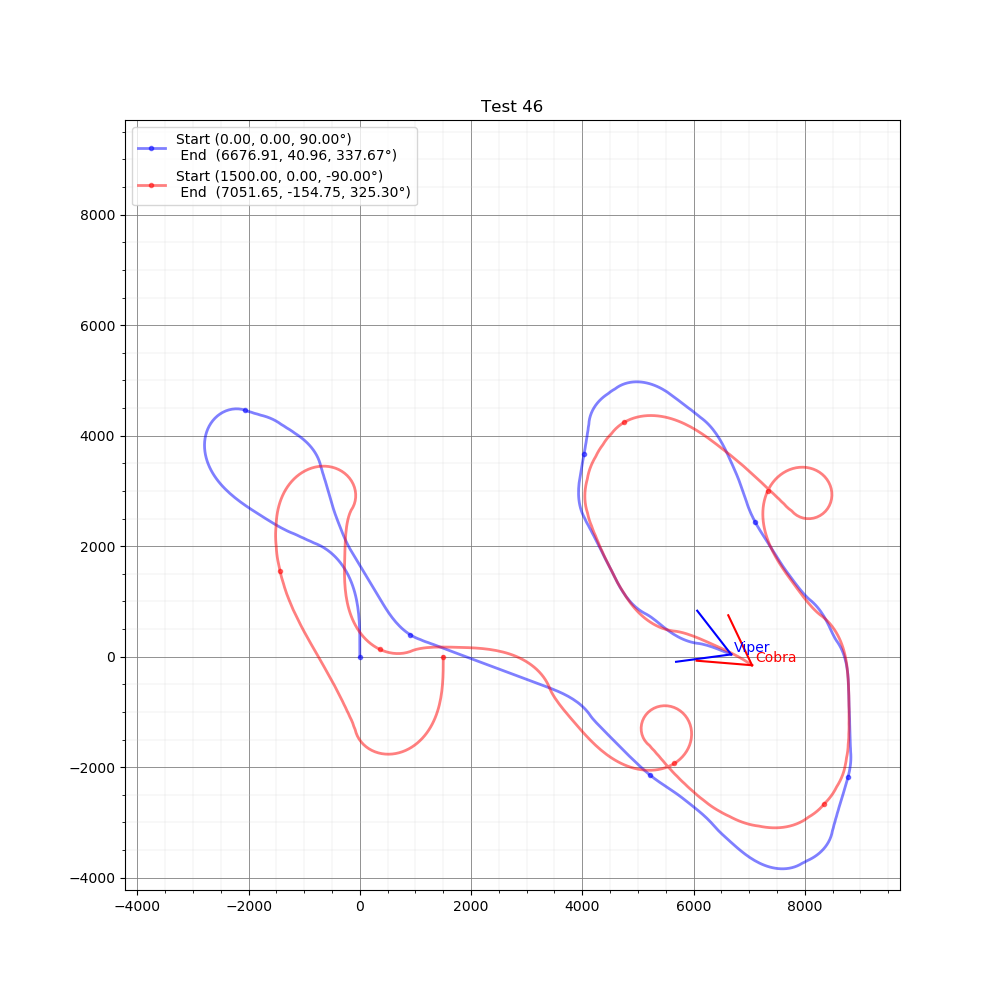 Test 46
Start (0.00, 0.00, 90.00°)
End (6676.91, 40.96, 337.67°)
Start (1500.00, 0.00, -90.00°)
End (7051.65, -154.75, 325.30°)
8000
6000
4000
2000
0
−2000
−4000
Viper
Cobra
−4000 −2000 0 2000 4000 6000 8000